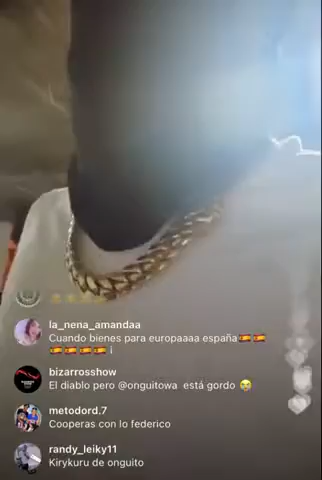 la_nena_amandaa
Cuando bienes para europaaaa españa🇪🇸🇪🇸
🇪🇸🇪🇸🇪🇸🇪🇸 i
bizarrosshow
El diablo pero @onguitowa está gordo 😭
metodord.7
Cooperas con lo federico
randy_leiky11
Kirykuru de onguito